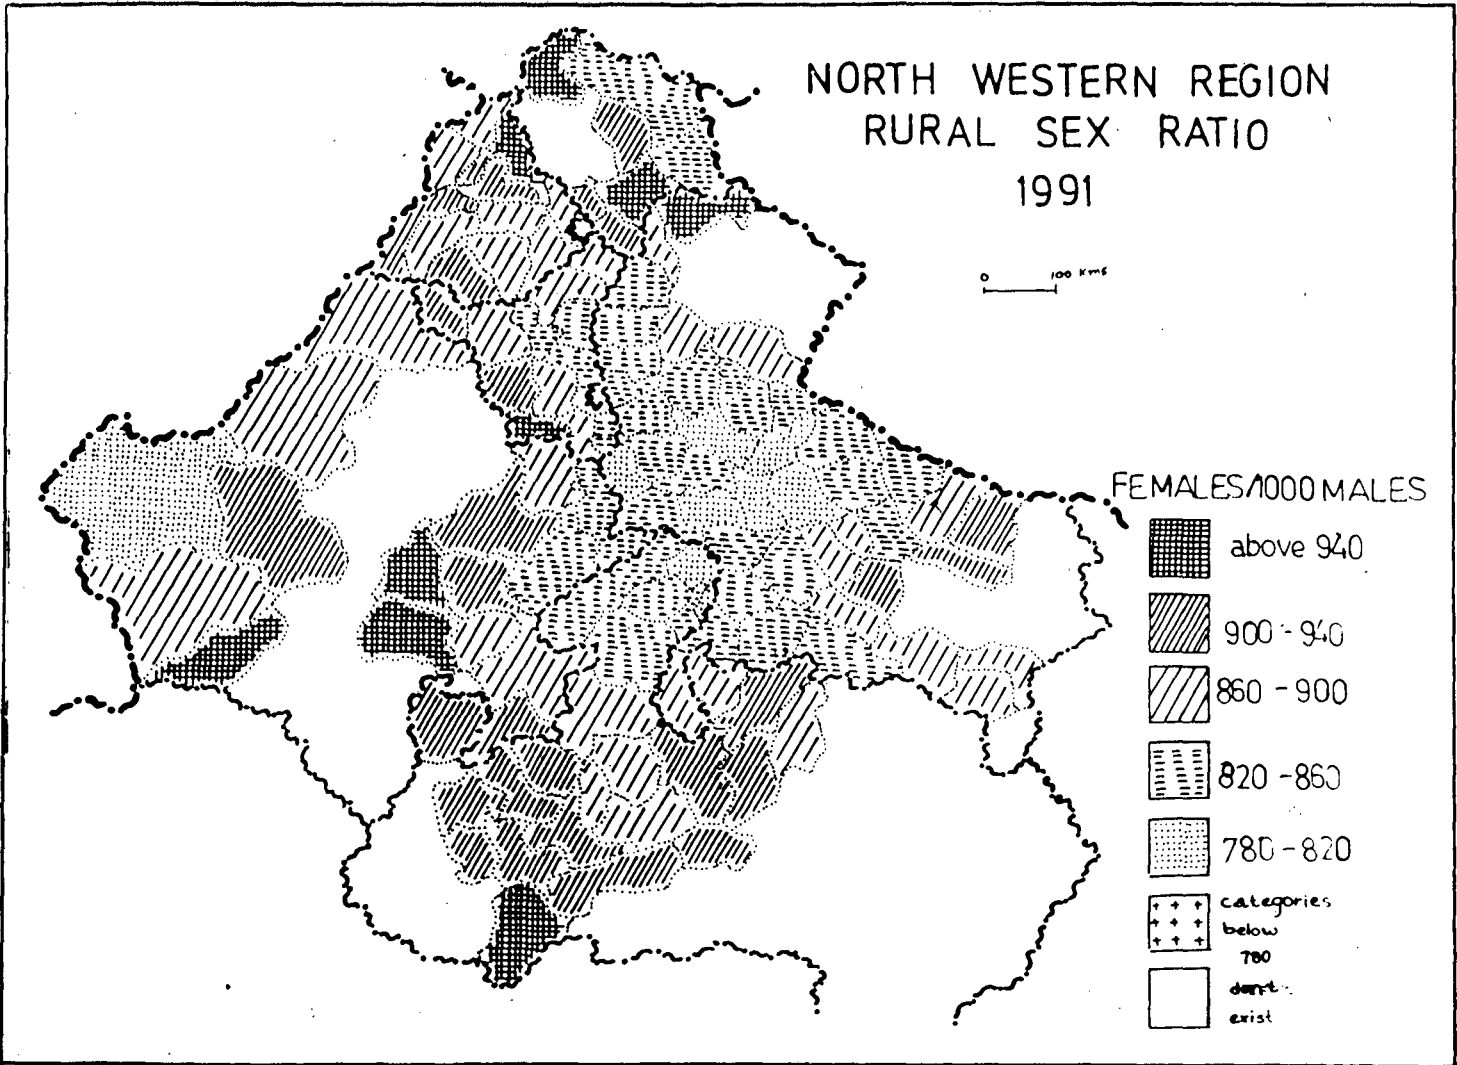 NORTH WESTERN REGION
RURAL SEX RATIO
1991
0 100 Kms
FEMALES/1000 MALES
above 940
900 - 940
860 - 900
820 - 860
780 - 820
categories
below
780
don't
exist